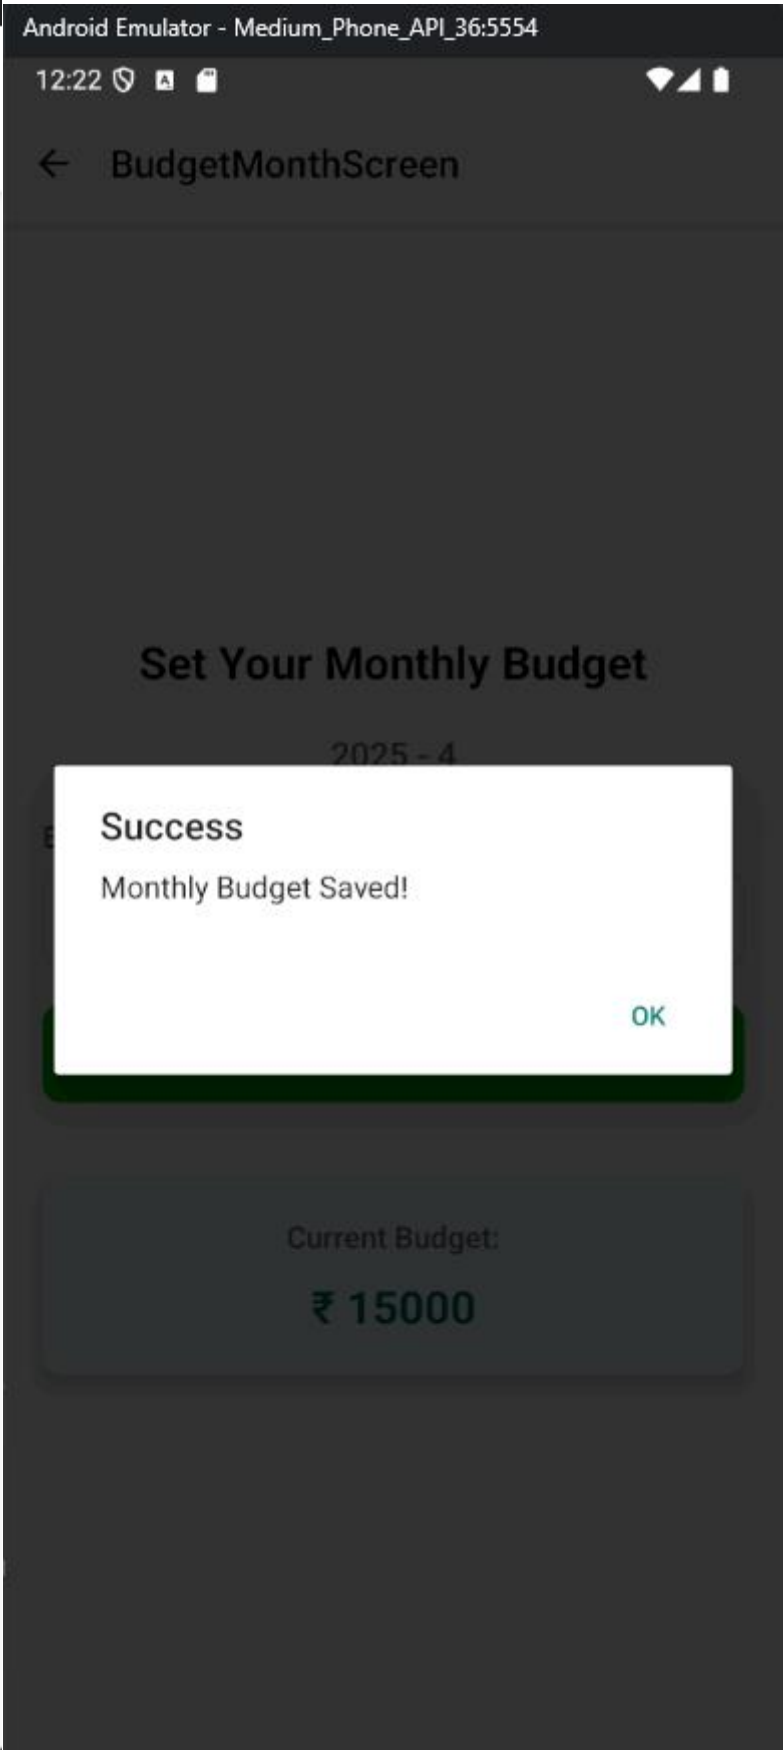 Android Emulator - Medium_Phone_API_36:5554
12:22
BudgetMonthScreen
Set Your Monthly Budget
2025 - 4
Success
Monthly Budget Saved!
OK
Current Budget:
₹ 15000